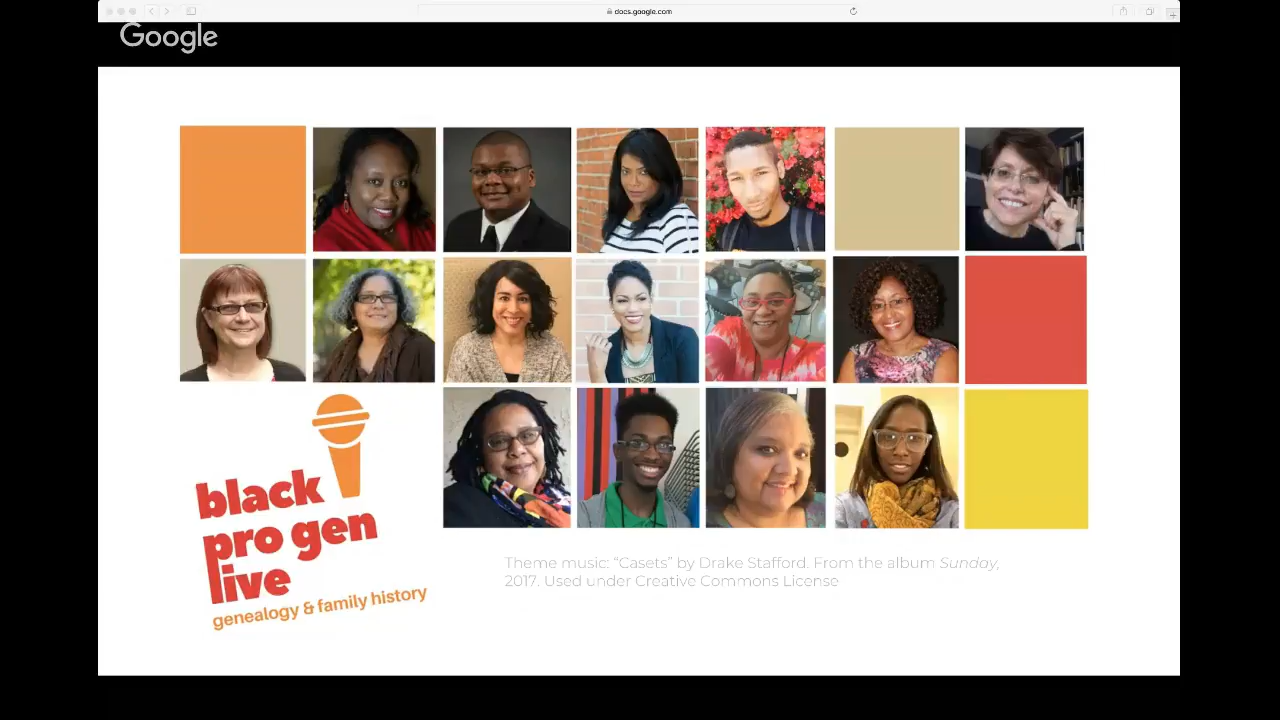 docs.google.com
Google
black
pro gen
live
genealogy & family history
Theme music: “Casets” by Drake Stafford. From the album Sunday,
2017. Used under Creative Commons License